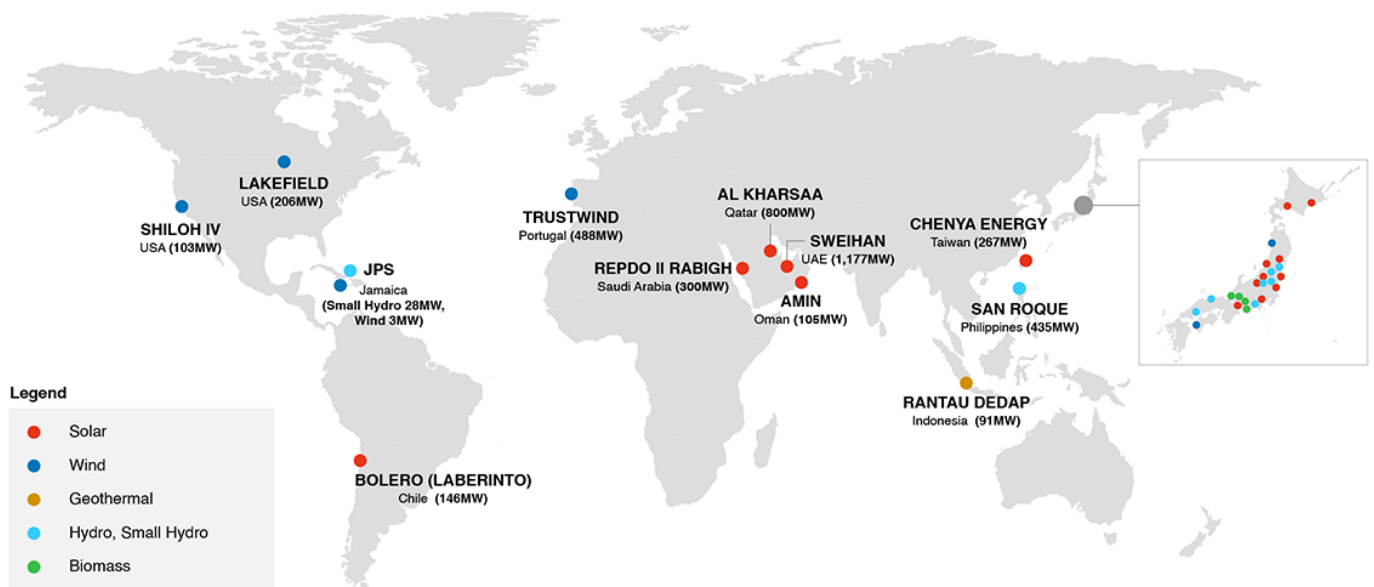 LAKEFIELD
USA (206MW)
SHILOH IV
USA (103MW)
JPS
Jamaica
(Small Hydro 28MW,
Wind 3MW)
BOLERO (LABERINTO)
Chile (146MW)
TRUSTWIND
Portugal (488MW)
AL KHARSAA
Qatar (800MW)
SWEIHAN
UAE (1,177MW)
REPDO II RABIGH
Saudi Arabia (300MW)
AMIN
Oman (105MW)
CHENYA ENERGY
Taiwan (267MW)
SAN ROQUE
Philippines (435MW)
RANTAU DEDAP
Indonesia (91MW)
Legend
Solar
Wind
Geothermal
Hydro, Small Hydro
Biomass